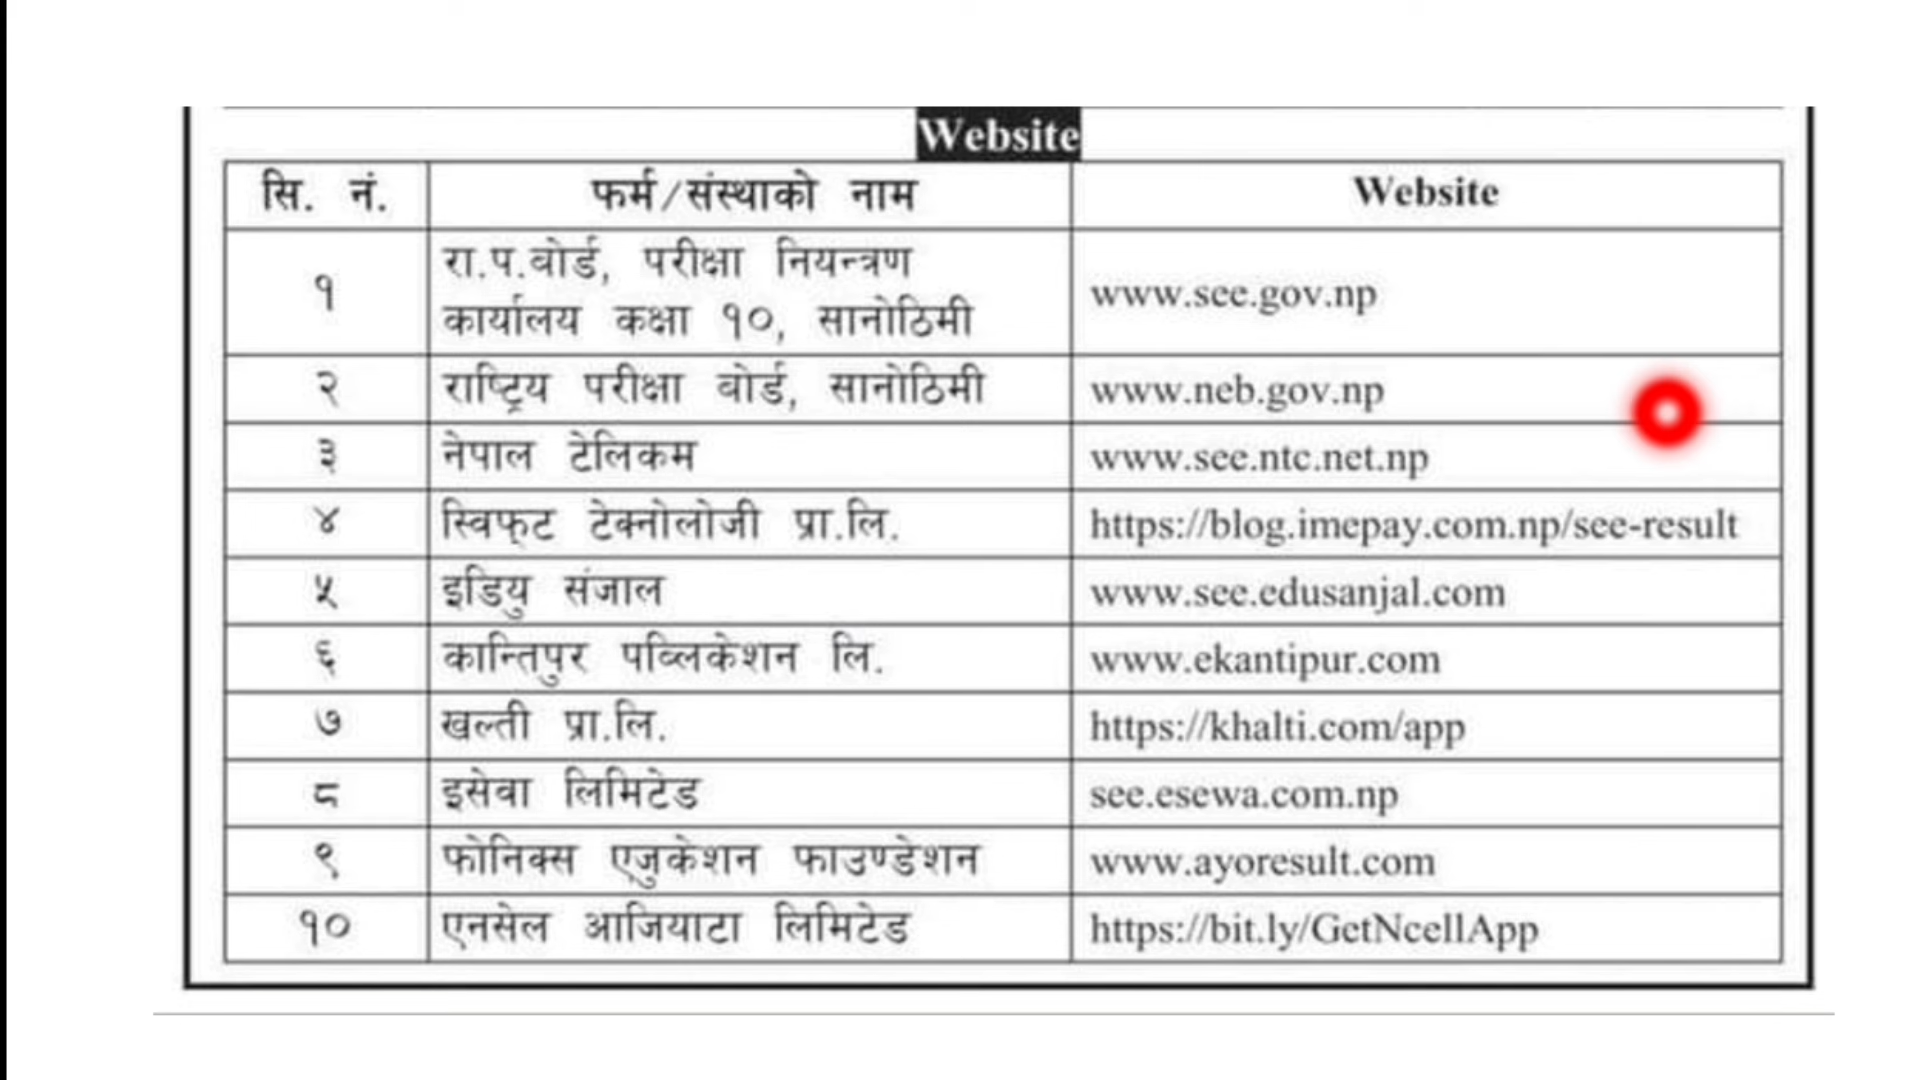 Website
सि. नं. फर्म/संस्थाको नाम Website
१ रा.प.बोर्ड, परीक्षा नियन्त्रण
कार्यालय कक्षा १०, सानोठिमी www.see.gov.np
२ राष्ट्रिय परीक्षा बोर्ड, सानोठिमी www.neb.gov.np
३ नेपाल टेलिकम www.see.ntc.net.np
४ स्विफ्ट टेक्नोलोजी प्रा.लि. https://blog.imepay.com.np/see-result
५ इडियु संजाल www.see.edusanjal.com
६ कान्तिपुर पब्लिकेशन लि. www.ekantipur.com
७ खल्ती प्रा.लि. https://khalti.com/app
८ इसेवा लिमिटेड see.esewa.com.np
९ फोनिक्स एजुकेशन फाउण्डेशन www.ayoresult.com
१० एनसेल आजियाटा लिमिटेड https://bit.ly/GetNcellApp